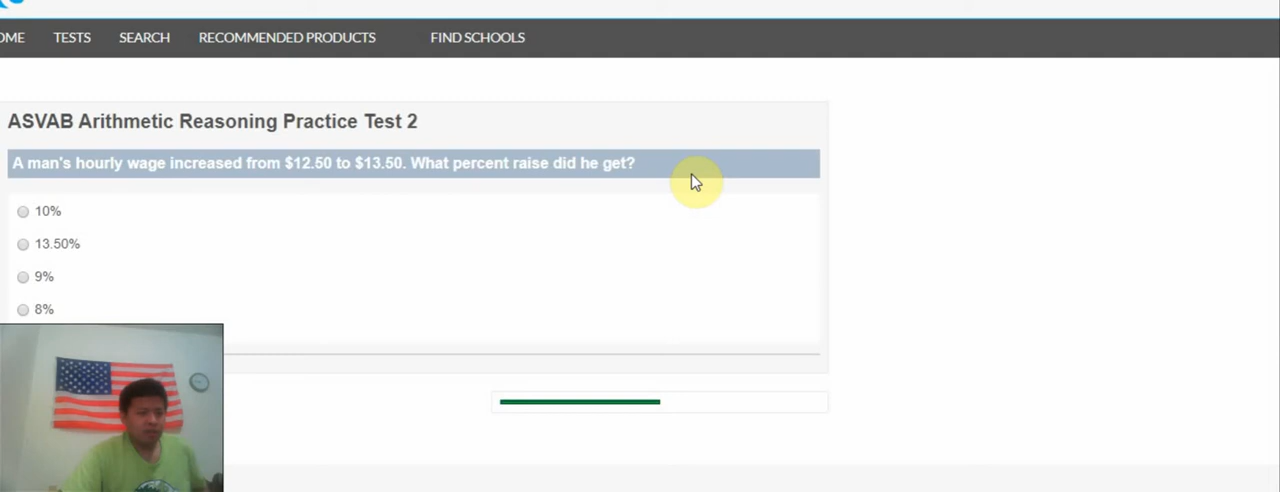 OME TESTS SEARCH RECOMMENDED PRODUCTS FIND SCHOOLS
ASVAB Arithmetic Reasoning Practice Test 2
A man's hourly wage increased from $12.50 to $13.50. What percent raise did he get?
10%
13.50%
9%
8%